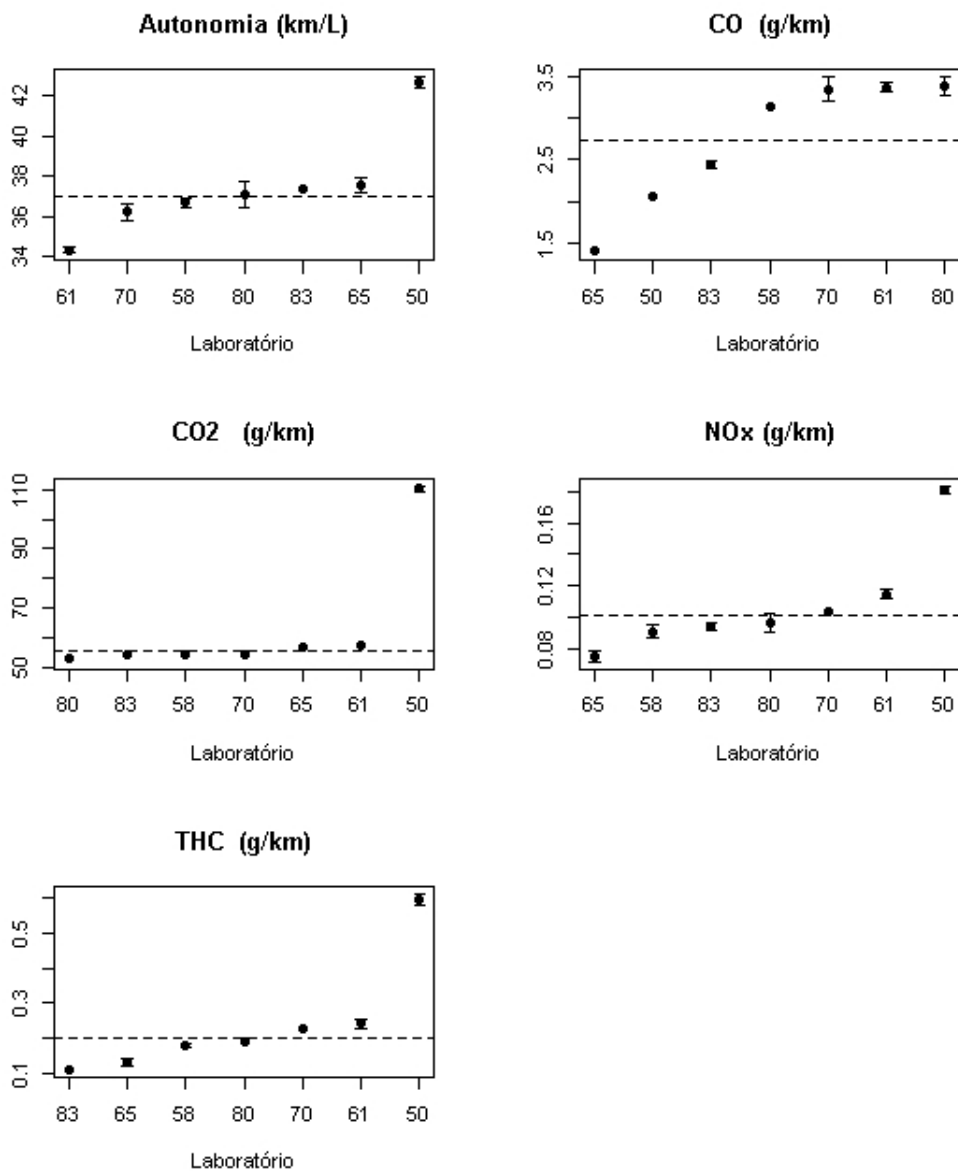 Autonomia (km/L)
42
40
38
36
34
61 70 58 80 83 65 50
Laboratório
CO (g/km)
3.5
2.5
1.5
65 50 83 58 70 61 80
Laboratório
CO2 (g/km)
110
90
70
50
80 83 58 70 65 61 50
Laboratório
NOx (g/km)
0.16
0.12
0.08
65 58 83 80 70 61 50
Laboratório
THC (g/km)
0.5
0.3
0.1
83 65 58 80 70 61 50
Laboratório